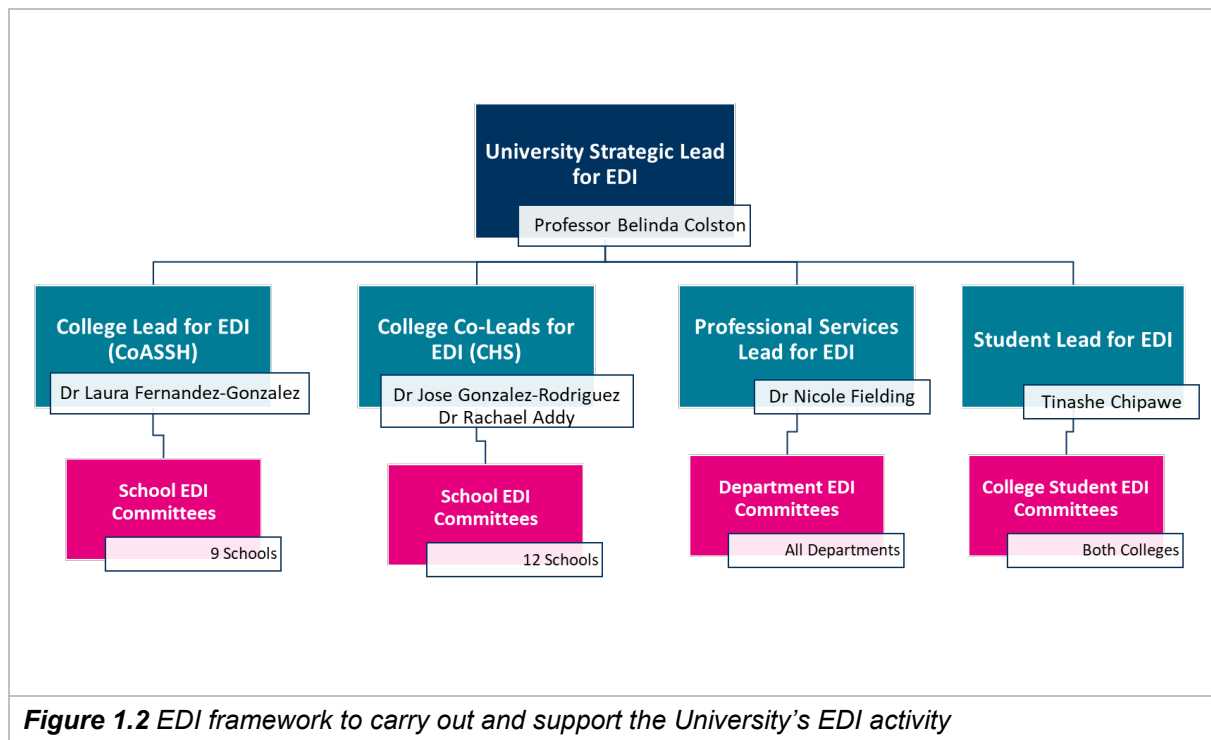 University Strategic Lead
for EDI
Professor Belinda Colston
College Lead for EDI
(CoASSH)
Dr Laura Fernandez-Gonzalez
College Co-Leads for
EDI (CHS)
Dr Jose Gonzalez-Rodriguez
Dr Rachael Addy
Professional Services
Lead for EDI
Dr Nicole Fielding
Student Lead for EDI
Tinashe Chipawe
School EDI
Committees
9 Schools
School EDI
Committees
12 Schools
Department EDI
Committees
All Departments
College Student EDI
Committees
Both Colleges
Figure 1.2 EDI framework to carry out and support the University’s EDI activity